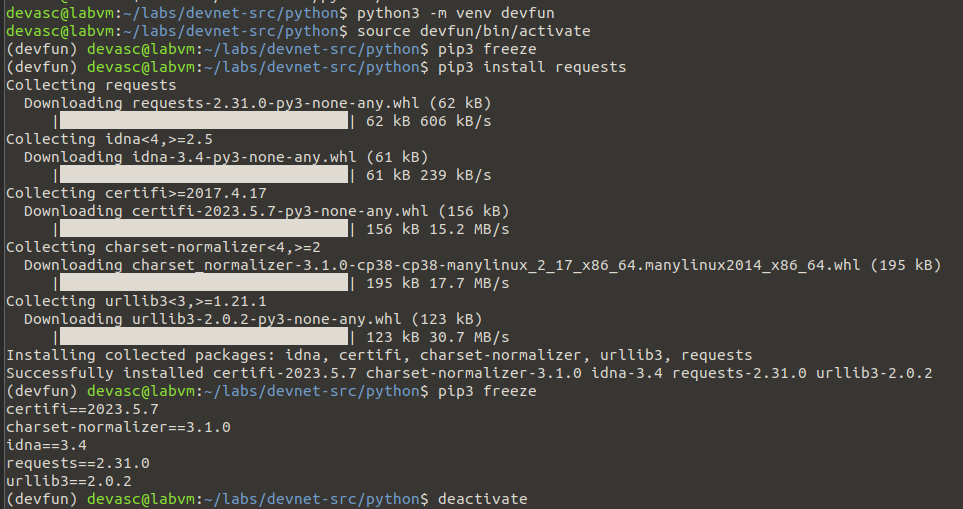 devasc@labvm:~/labs/devnet-src/python$ python3 -m venv devfun
devasc@labvm:~/labs/devnet-src/python$ source devfun/bin/activate
(devfun) devasc@labvm:~/labs/devnet-src/python$ pip3 freeze
(devfun) devasc@labvm:~/labs/devnet-src/python$ pip3 install requests
Collecting requests
  Downloading requests-2.31.0-py3-none-any.whl (62 kB)
     |████████████████████████████████| 62 kB 606 kB/s
Collecting idna<4,>=2.5
  Downloading idna-3.4-py3-none-any.whl (61 kB)
     |████████████████████████████████| 61 kB 239 kB/s
Collecting certifi>=2017.4.17
  Downloading certifi-2023.5.7-py3-none-any.whl (156 kB)
     |████████████████████████████████| 156 kB 15.2 MB/s
Collecting charset-normalizer<4,>=2
  Downloading charset_normalizer-3.1.0-cp38-cp38-manylinux_2_17_x86_64.manylinux2014_x86_64.whl (195 kB)
     |████████████████████████████████| 195 kB 17.7 MB/s
Collecting urllib3<3,>=1.21.1
  Downloading urllib3-2.0.2-py3-none-any.whl (123 kB)
     |████████████████████████████████| 123 kB 30.7 MB/s
Installing collected packages: idna, certifi, charset-normalizer, urllib3, requests
Successfully installed certifi-2023.5.7 charset-normalizer-3.1.0 idna-3.4 requests-2.31.0 urllib3-2.0.2
(devfun) devasc@labvm:~/labs/devnet-src/python$ pip3 freeze
certifi==2023.5.7
charset-normalizer==3.1.0
idna==3.4
requests==2.31.0
urllib3==2.0.2
(devfun) devasc@labvm:~/labs/devnet-src/python$ deactivate